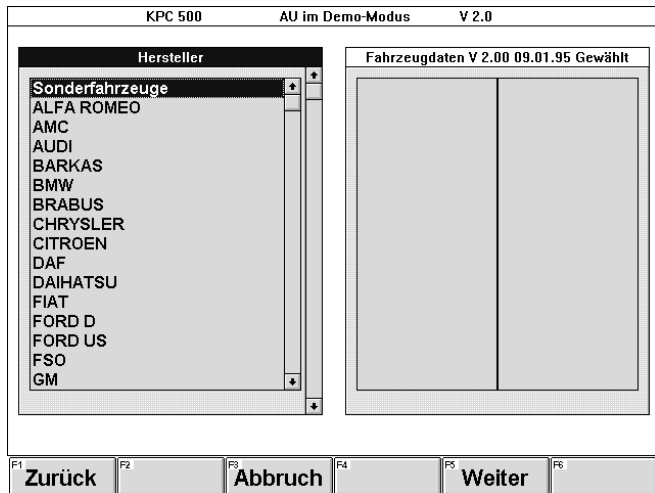 KPC 500 AU im Demo-Modus V 2.0
Hersteller
Sonderfahrzeuge
ALFA ROMEO
AMC
AUDI
BARKAS
BMW
BRABUS
CHRYSLER
CITROEN
DAF
DAIHATSU
FIAT
FORD D
FORD US
FSO
GM
Fahrzeugdaten V 2.00 09.01.95 Gewählt
F1 Zurück
F2
F3 Abbruch
F4
F5 Weiter
F6